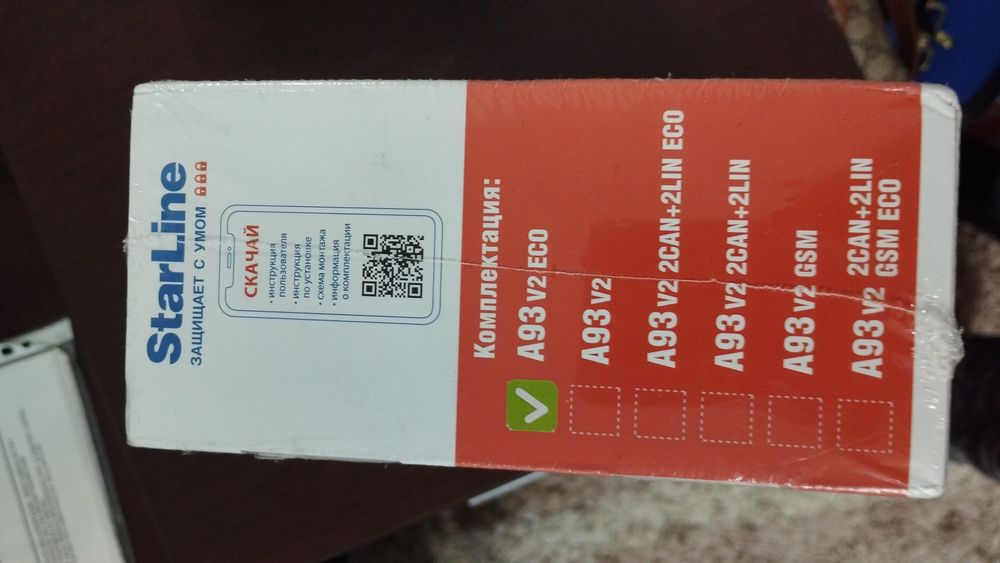 StarLine
ЗАЩИЩАЕТ С УМОМ
СКАЧАЙ
• инструкция
пользователя
• инструкция
по установке
• схема монтажа
• информация
о комплектации
Комплектация:
A93 v2 ECO
A93 v2
A93 v2 2CAN+2LIN ECO
A93 v2 2CAN+2LIN
A93 v2 GSM
A93 v2 2CAN+2LIN
GSM ECO